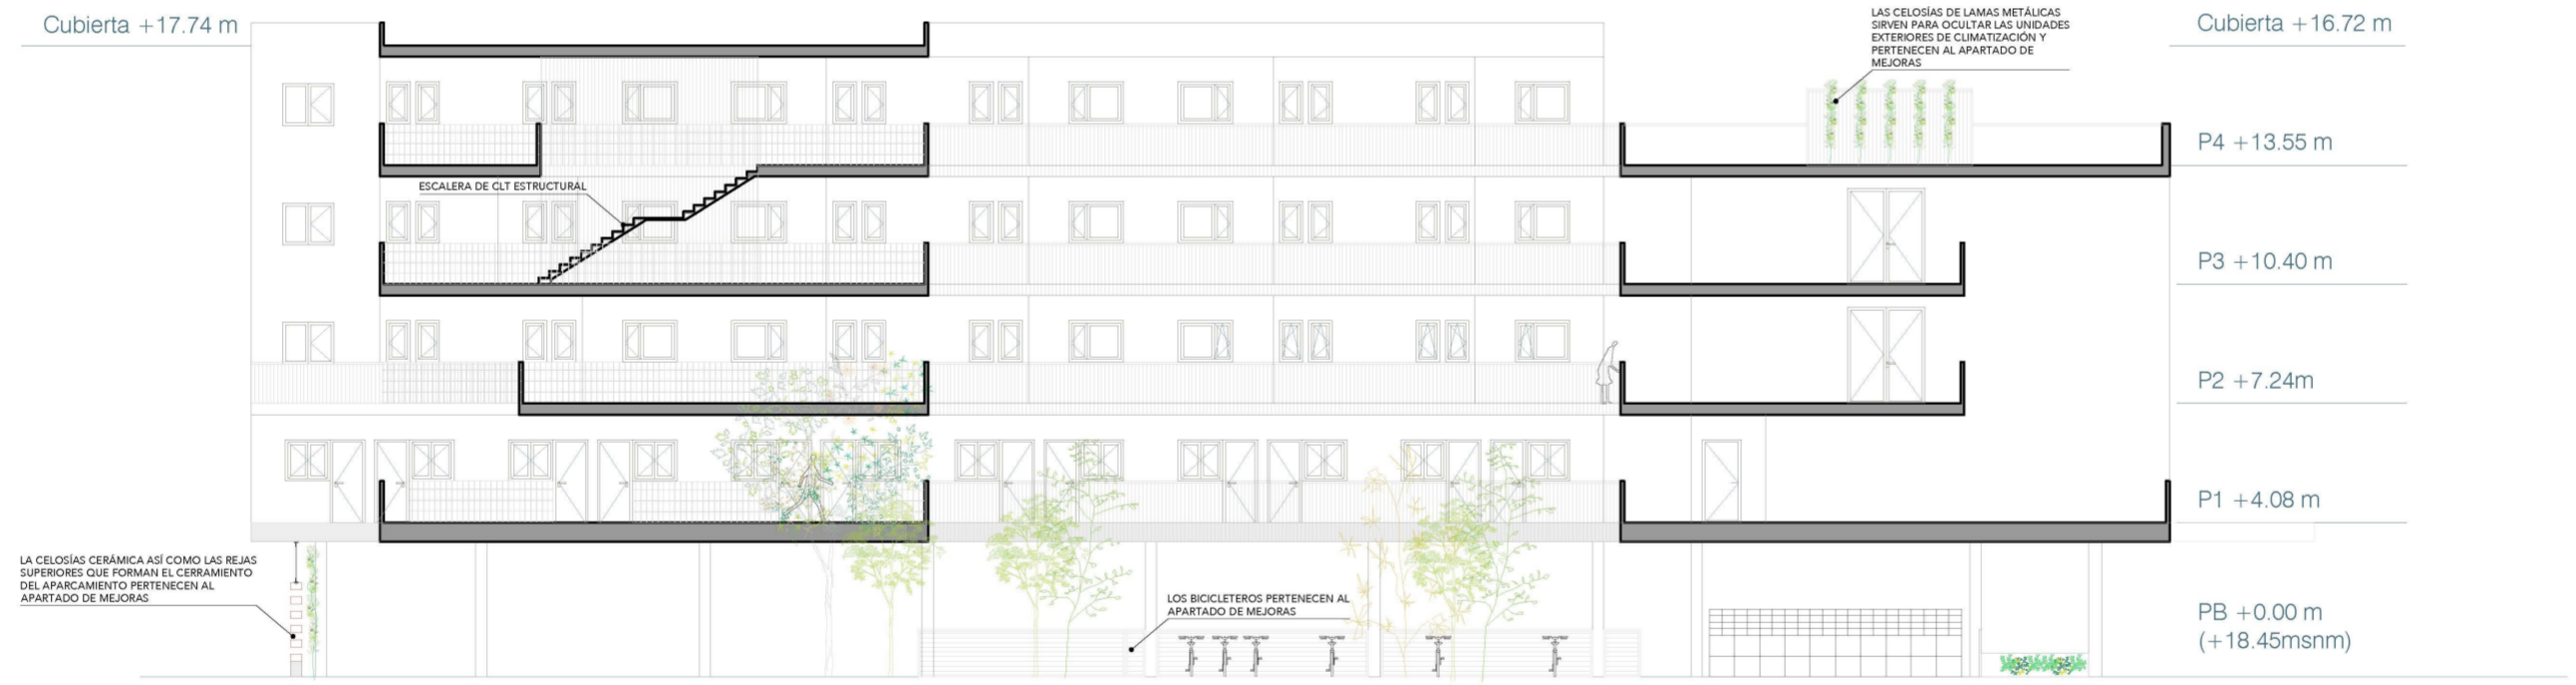 Cubierta +17.74 m
LAS CELOSÍAS DE LAMAS METÁLICAS
SIRVEN PARA OCULTAR LAS UNIDADES
EXTERIORES DE CLIMATIZACIÓN Y
PERTENECEN AL APARTADO DE
MEJORAS
Cubierta +16.72 m
P4 +13.55 m
ESCALERA DE CLT ESTRUCTURAL
P3 +10.40 m
P2 +7.24m
P1 +4.08 m
LA CELOSÍAS CERÁMICA ASÍ COMO LAS REJAS
SUPERIORES QUE FORMAN EL CERRAMIENTO
DEL APARCAMIENTO PERTENECEN AL
APARTADO DE MEJORAS
LOS BICICLETEROS PERTENECEN AL
APARTADO DE MEJORAS
PB +0.00 m
(+18.45msnm)